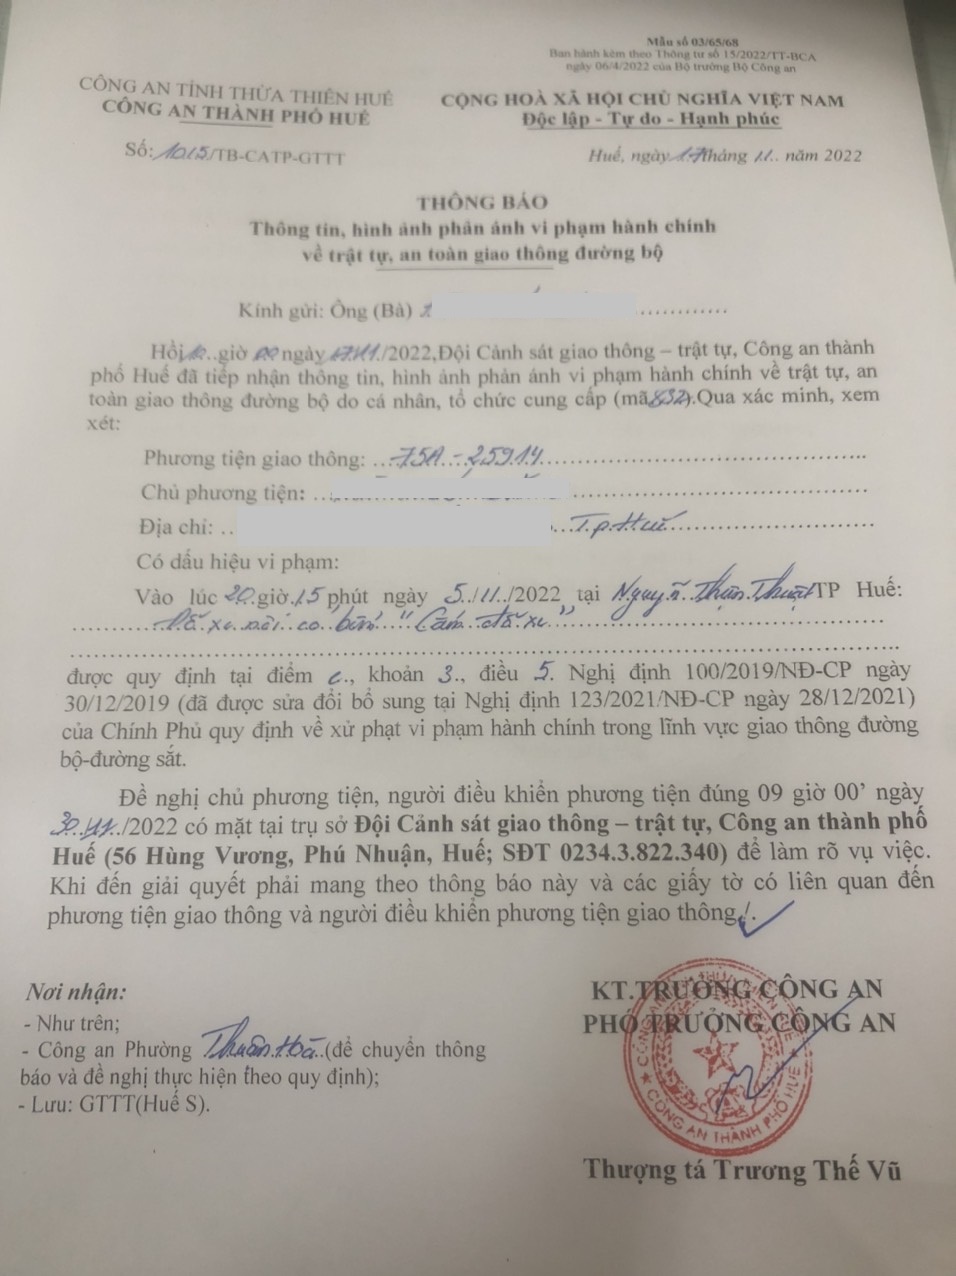 Mẫu số 03/65/68
Ban hành kèm theo Thông tư số 15/2022/TT-BCA
ngày 06/4/2022 của Bộ trưởng Bộ Công an
CÔNG AN TỈNH THỪA THIÊN HUẾ
CÔNG AN THÀNH PHỐ HUẾ
CỘNG HOÀ XÃ HỘI CHỦ NGHĨA VIỆT NAM
Độc lập - Tự do - Hạnh phúc
Số: 1015/TB-CATP-GTTT
Huế, ngày 17 tháng 11.. năm 2022
THÔNG BÁO
Thông tin, hình ảnh phản ánh vi phạm hành chính
về trật tự, an toàn giao thông đường bộ
Kính gửi: Ông (Bà)
Hồi ..giờ 00 ngày 17/11./2022,Đội Cảnh sát giao thông – trật tự, Công an thành
phố Huế đã tiếp nhận thông tin, hình ảnh phản ánh vi phạm hành chính về trật tự, an
toàn giao thông đường bộ do cá nhân, tổ chức cung cấp (mã 832).Qua xác minh, xem
xét:
Phương tiện giao thông: ...75A - 259.14
Chủ phương tiện: ..
Địa chỉ: .. T.p Huế
Có dấu hiệu vi phạm:
Vào lúc 20.giờ.15 phút ngày 5./11../2022 tại Nguyễn Thiện Thuật TP Huế:
Đỗ xe nơi có biển "Cấm đỗ xe"
được quy định tại điểm e., khoản 3., điều 5. Nghị định 100/2019/NĐ-CP ngày
30/12/2019 (đã được sửa đổi bổ sung tại Nghị định 123/2021/NĐ-CP ngày 28/12/2021)
của Chính Phủ quy định về xử phạt vi phạm hành chính trong lĩnh vực giao thông đường
bộ-đường sắt.
Đề nghị chủ phương tiện, người điều khiển phương tiện đúng 09 giờ 00’ ngày
30./11../2022 có mặt tại trụ sở Đội Cảnh sát giao thông – trật tự, Công an thành phố
Huế (56 Hùng Vương, Phú Nhuận, Huế; SĐT 0234.3.822.340) để làm rõ vụ việc.
Khi đến giải quyết phải mang theo thông báo này và các giấy tờ có liên quan đến
phương tiện giao thông và người điều khiển phương tiện giao thông./.
Nơi nhận:
- Như trên;
- Công an Phường Thuận Hoà.(để chuyển thông
báo và đề nghị thực hiện theo quy định);
- Lưu: GTTT(Huế S).
KT.TRƯỞNG CÔNG AN
PHÓ TRƯỞNG CÔNG AN
CÔNG AN THÀNH PHỐ HUẾ
Thượng tá Trương Thế Vũ